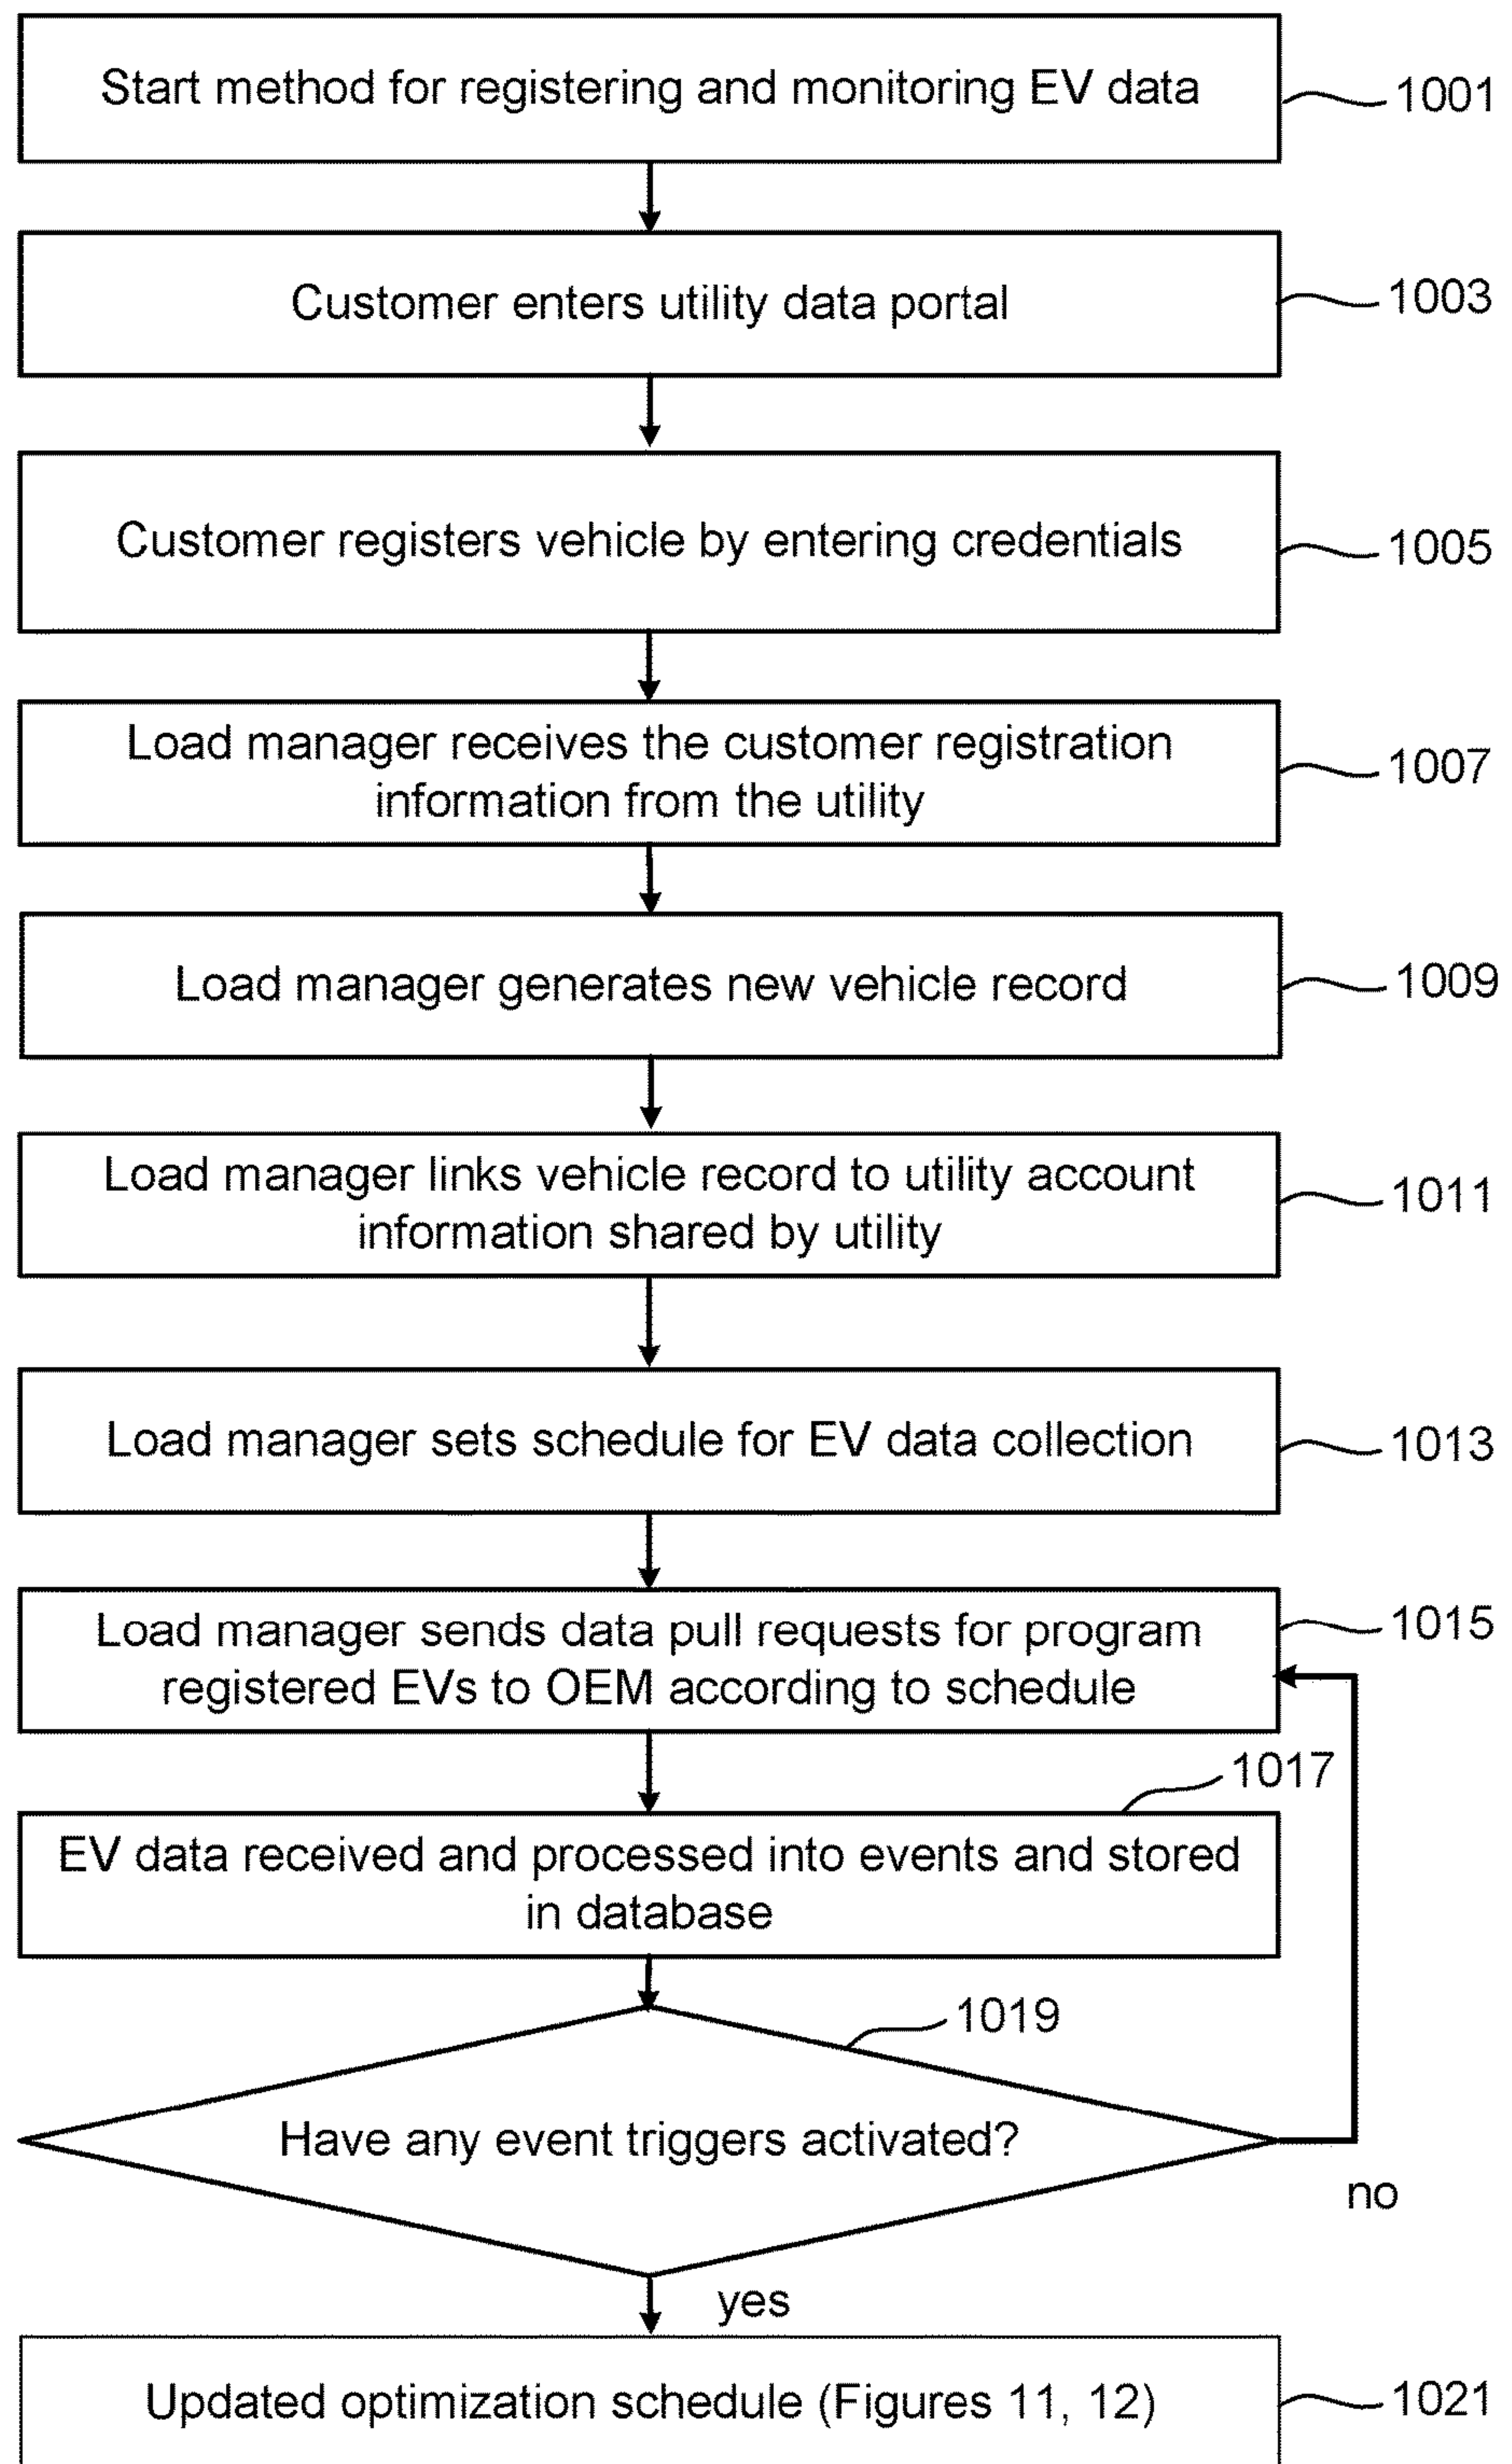 Start method for registering and monitoring EV data
1001
Customer enters utility data portal
1003
Customer registers vehicle by entering credentials
1005
Load manager receives the customer registration
information from the utility
1007
Load manager generates new vehicle record
1009
Load manager links vehicle record to utility account
information shared by utility
1011
Load manager sets schedule for EV data collection
1013
Load manager sends data pull requests for program
registered EVs to OEM according to schedule
1015
1017
EV data received and processed into events and stored
in database
1019
Have any event triggers activated?
no
yes
Updated optimization schedule (Figures 11, 12)
1021